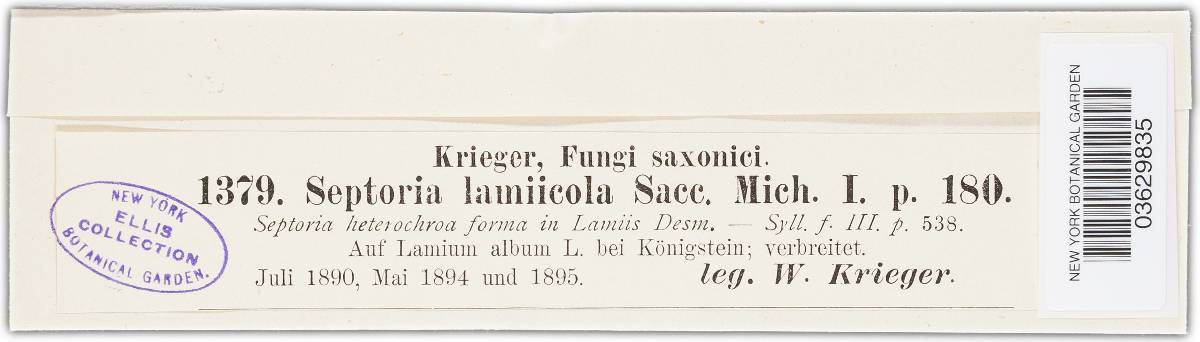 Krieger, Fungi saxonici.
1379. Septoria lamiicola Sacc. Mich. I. p. 180.
Septoria heterochroa forma in Lamiis Desm. — Syll. f. III. p. 538.
Auf Lamium album L. bei Königstein; verbreitet.
Juli 1890, Mai 1894 und 1895. leg. W. Krieger.
NEW YORK
ELLIS
COLLECTION
BOTANICAL GARDEN.
NEW YORK BOTANICAL GARDEN
03629835